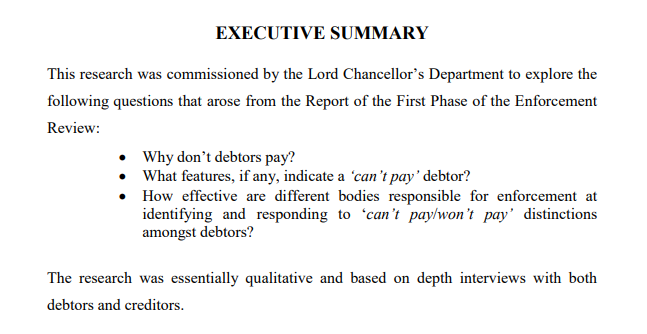 EXECUTIVE SUMMARY
This research was commissioned by the Lord Chancellor’s Department to explore the
following questions that arose from the Report of the First Phase of the Enforcement
Review:
• Why don’t debtors pay?
• What features, if any, indicate a ‘can’t pay’ debtor?
• How effective are different bodies responsible for enforcement at
identifying and responding to ‘can’t pay/won’t pay’ distinctions
amongst debtors?
The research was essentially qualitative and based on depth interviews with both
debtors and creditors.